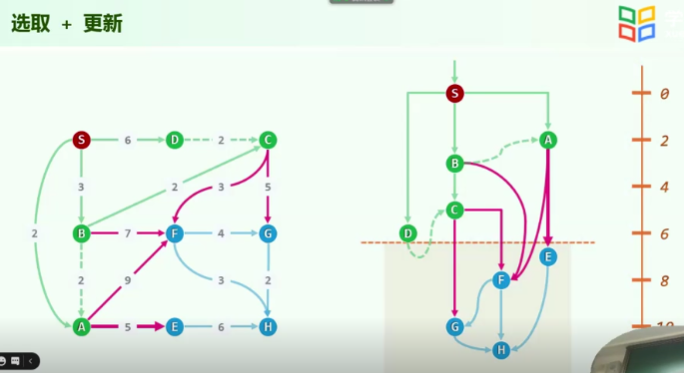 选取 + 更新
S 6 D 2 C
S 0
2 A
3 2 3 5
B
4
C
2 B 7 F 4 G
D 6
2 9 3 2
E
F 8
A 5 E 6 H
G
H